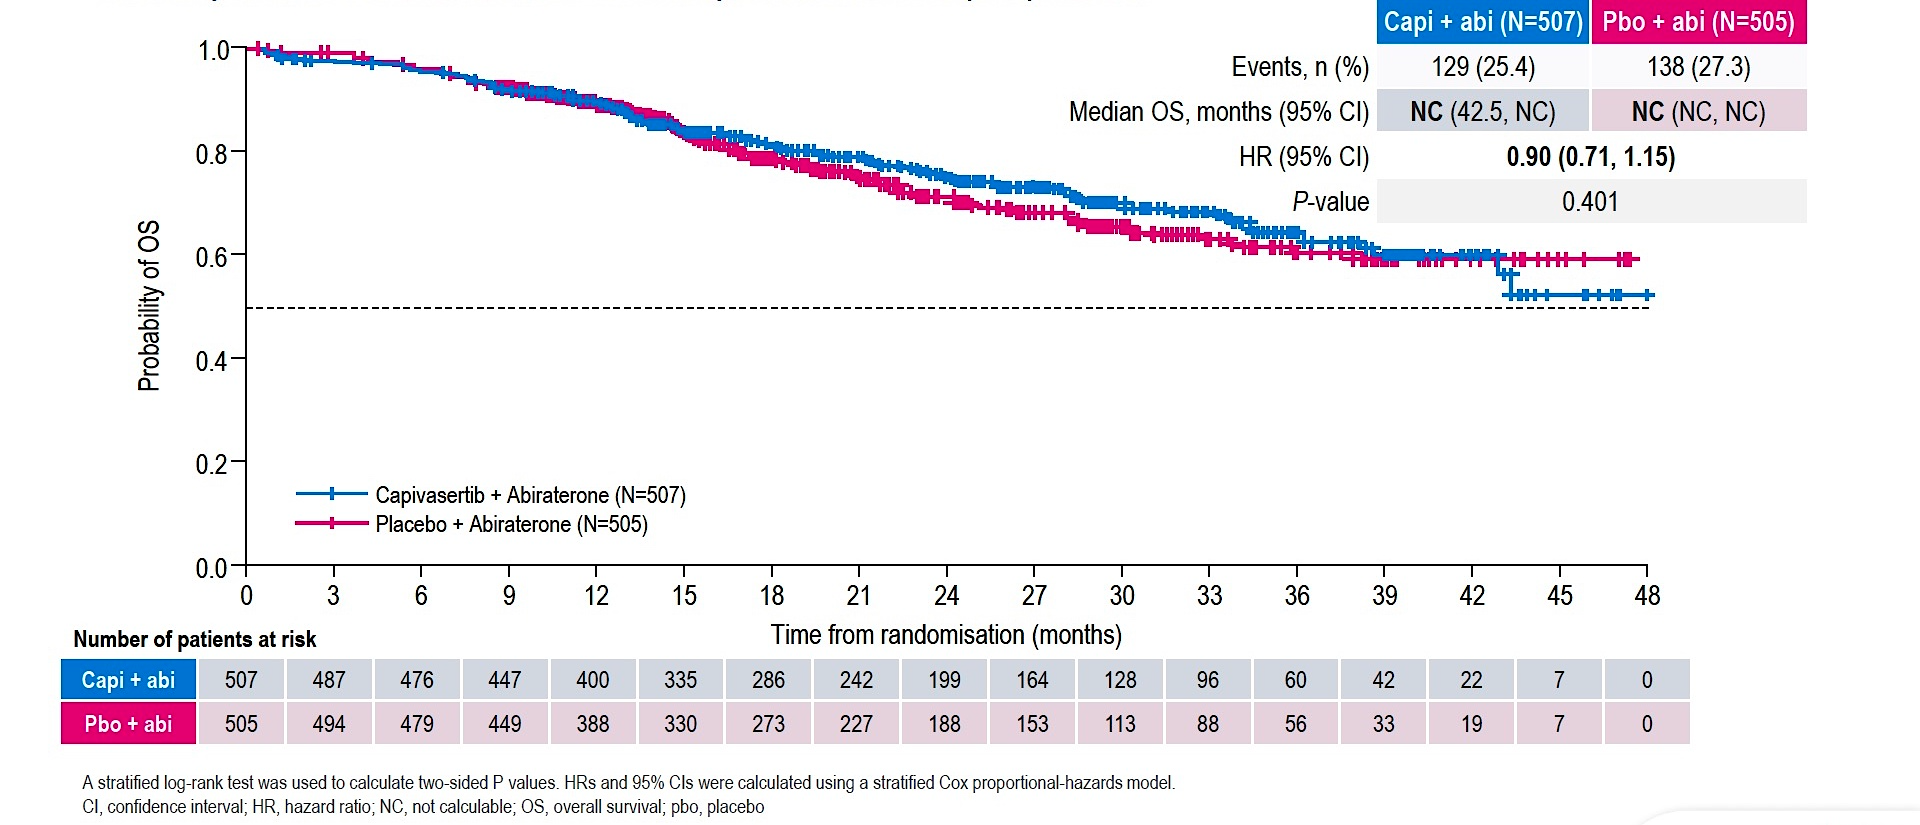 Capi + abi (N=507) Pbo + abi (N=505)
Events, n (%) 129 (25.4) 138 (27.3)
Median OS, months (95% CI) NC (42.5, NC) NC (NC, NC)
HR (95% CI) 0.90 (0.71, 1.15)
P-value 0.401
Probability of OS
1.0
0.8
0.6
0.4
0.2
0.0
Capivasertib + Abiraterone (N=507)
Placebo + Abiraterone (N=505)
0 3 6 9 12 15 18 21 24 27 30 33 36 39 42 45 48
Time from randomisation (months)
Number of patients at risk
Capi + abi 507 487 476 447 400 335 286 242 199 164 128 96 60 42 22 7 0
Pbo + abi 505 494 479 449 388 330 273 227 188 153 113 88 56 33 19 7 0
A stratified log-rank test was used to calculate two-sided P values. HRs and 95% CIs were calculated using a stratified Cox proportional-hazards model.
CI, confidence interval; HR, hazard ratio; NC, not calculable; OS, overall survival; pbo, placebo